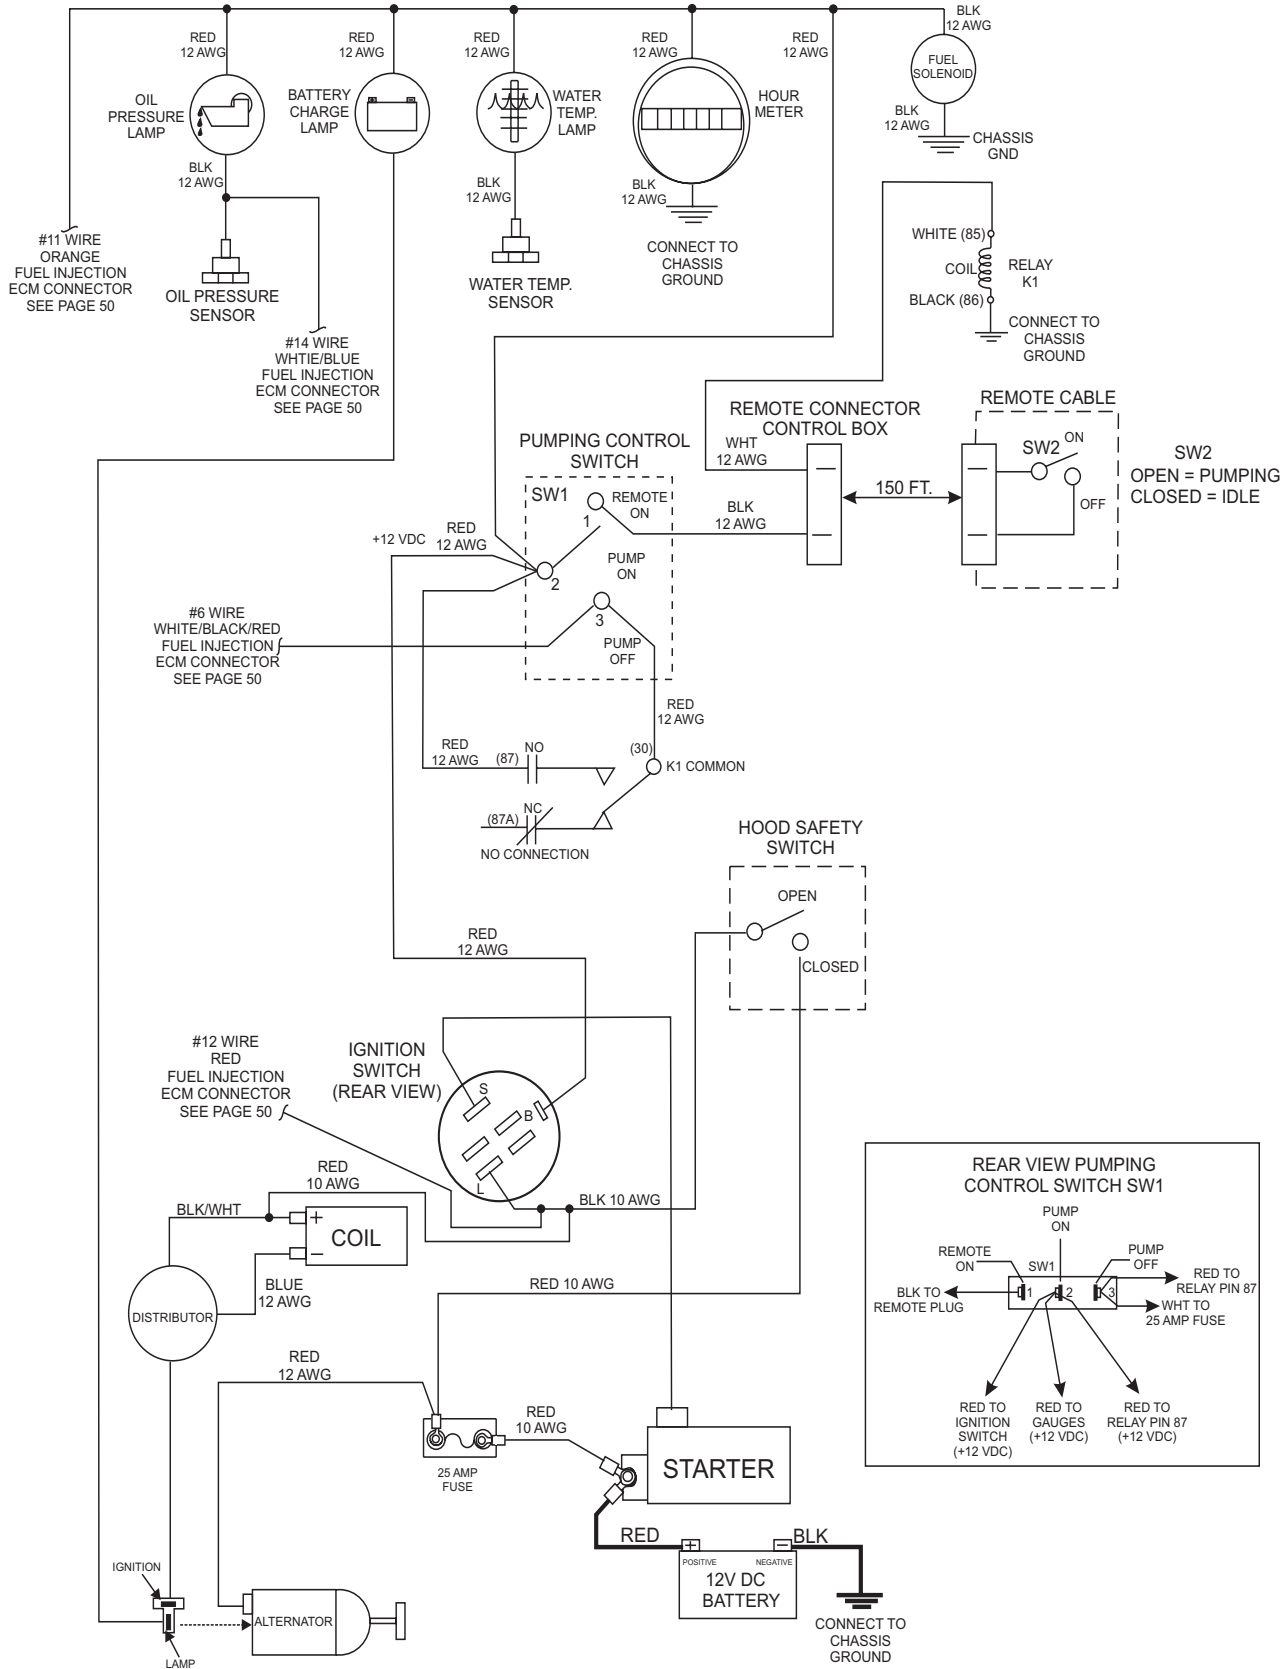 BLK
12 AWG
RED
12 AWG
RED
12 AWG
RED
12 AWG
RED
12 AWG
RED
12 AWG
FUEL
SOLENOID
OIL
PRESSURE
LAMP
BATTERY
CHARGE
LAMP
WATER
TEMP.
LAMP
HOUR
METER
BLK
12 AWG
CHASSIS
GND
BLK
12 AWG
BLK
12 AWG
BLK
12 AWG
#11 WIRE
ORANGE
FUEL INJECTION
ECM CONNECTOR
SEE PAGE 50
OIL PRESSURE
SENSOR
WATER TEMP.
SENSOR
CONNECT TO
CHASSIS
GROUND
WHITE (85)
COIL
RELAY
K1
BLACK (86)
CONNECT TO
CHASSIS
GROUND
#14 WIRE
WHTIE/BLUE
FUEL INJECTION
ECM CONNECTOR
SEE PAGE 50
REMOTE CONNECTOR
CONTROL BOX
REMOTE CABLE
PUMPING CONTROL
SWITCH
WHT
12 AWG
SW2
ON
OFF
SW2
OPEN = PUMPING
CLOSED = IDLE
150 FT.
SW1
REMOTE
ON
1
BLK
12 AWG
+12 VDC
RED
12 AWG
PUMP
ON
2
3
PUMP
OFF
#6 WIRE
WHITE/BLACK/RED
FUEL INJECTION
ECM CONNECTOR
SEE PAGE 50
RED
12 AWG
RED
12 AWG
(87)
NO
(30)
K1 COMMON
(87A)
NC
NO CONNECTION
HOOD SAFETY
SWITCH
OPEN
CLOSED
RED
12 AWG
#12 WIRE
RED
FUEL INJECTION
ECM CONNECTOR
SEE PAGE 50
IGNITION
SWITCH
(REAR VIEW)
S
B
L
RED
10 AWG
BLK 10 AWG
BLK/WHT
+
COIL
−
BLUE
12 AWG
DISTRIBUTOR
RED 10 AWG
RED
12 AWG
RED
10 AWG
25 AMP
FUSE
STARTER
RED
BLK
+
−
POSITIVE
NEGATIVE
12V DC
BATTERY
CONNECT TO
CHASSIS
GROUND
IGNITION
LAMP
ALTERNATOR
REAR VIEW PUMPING
CONTROL SWITCH SW1
PUMP
ON
REMOTE
ON
SW1
PUMP
OFF
1
2
3
BLK TO
REMOTE PLUG
RED TO
RELAY PIN 87
WHT TO
25 AMP FUSE
RED TO
IGNITION
SWITCH
(+12 VDC)
RED TO
GAUGES
(+12 VDC)
RED TO
RELAY PIN 87
(+12 VDC)